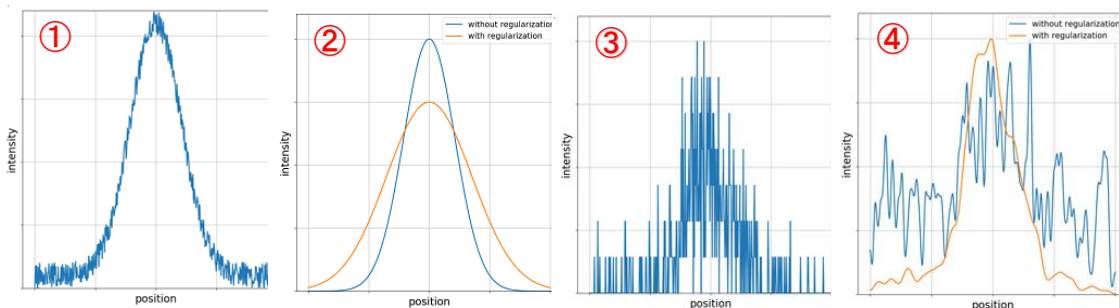 ①
intensity
position
②
without regularization
with regularization
intensity
position
③
intensity
position
④
without regularization
with regularization
intensity
position